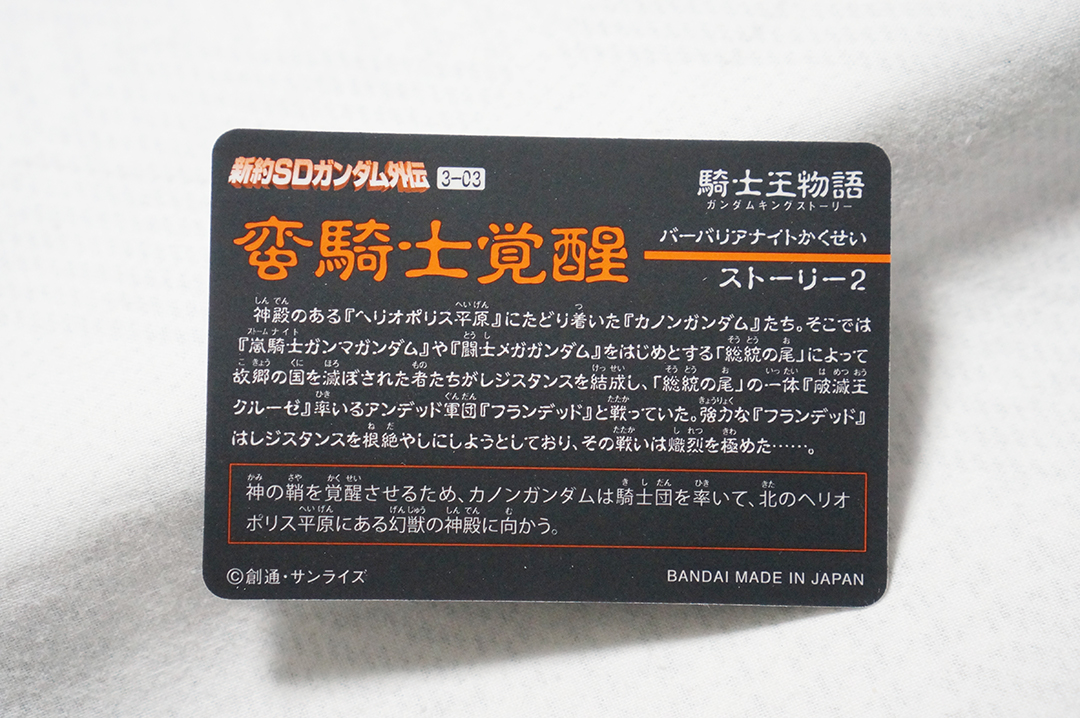 新約SDガンダム外伝 3-03
騎士王物語
ガンダムキングストーリー
蛮騎士覚醒
バーバリアナイトかくせい
ストーリー2
神殿のある『ヘリオポリス平原』にたどり着いた『カノンガンダム』たち。そこでは
『嵐騎士ガンマガンダム』や『闘士メガガンダム』をはじめとする「総統の尾」によって
故郷の国を滅ぼされた者たちがレジスタンスを結成し、「総統の尾」の一体『破滅王
クルーゼ』率いるアンデッド軍団『フランデッド』と戦っていた。強力な『フランデッド』
はレジスタンスを根絶やしにしようとしており、その戦いは熾烈を極めた……。
神の鞘を覚醒させるため、カノンガンダムは騎士団を率いて、北のヘリオ
ポリス平原にある幻獣の神殿に向かう。
©創通・サンライズ
BANDAI MADE IN JAPAN